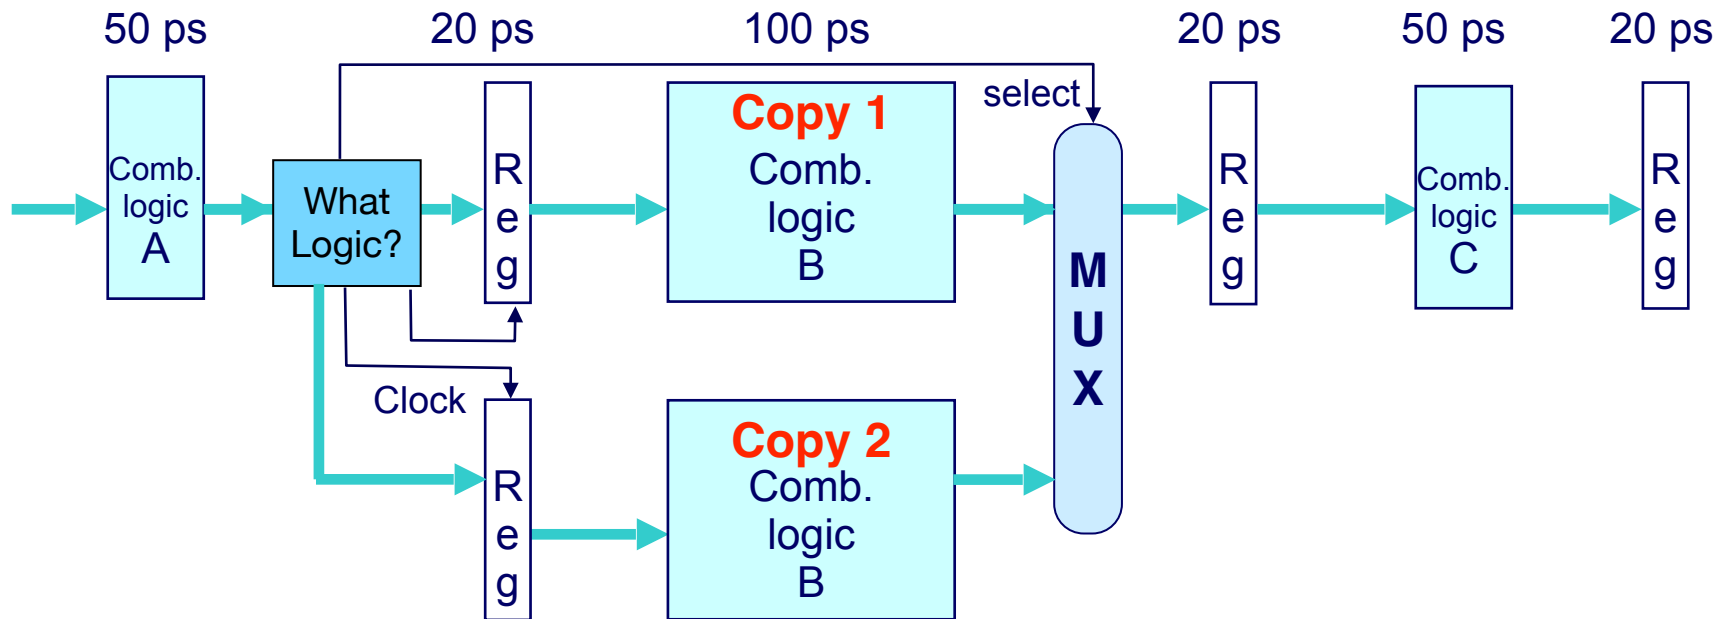 50 ps
20 ps
100 ps
20 ps
50 ps
20 ps
select
Comb.
logic
A
What
Logic?
R
e
g
Copy 1
Comb.
logic
B
M
U
X
R
e
g
Comb.
logic
C
R
e
g
Clock
R
e
g
Copy 2
Comb.
logic
B